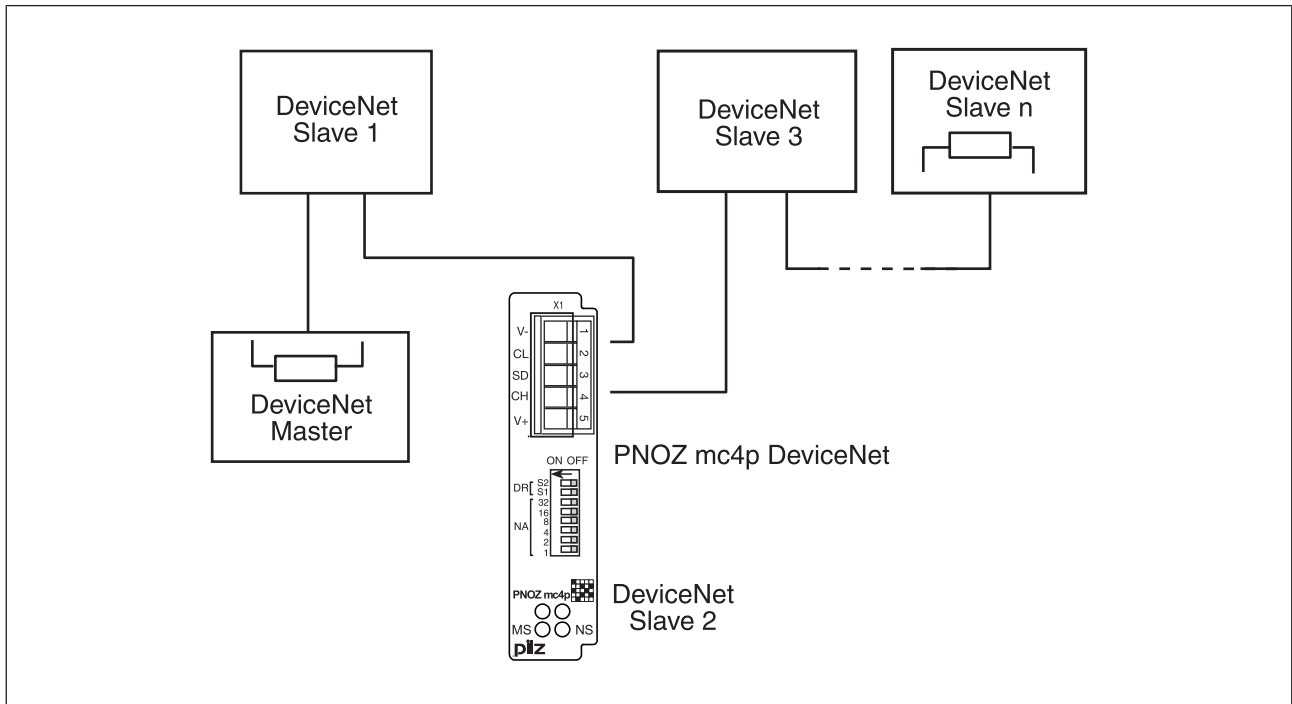 DeviceNet
Slave 1
DeviceNet
Slave 3
DeviceNet
Slave n
DeviceNet
Master
X1
V- 1
CL 2
SD 3
CH 4
V+ 5
PNOZ mc4p DeviceNet
ON OFF
DR S2
S1
NA 32
16
8
4
2
1
PNOZ mc4p
DeviceNet
Slave 2
MS NS
pilz